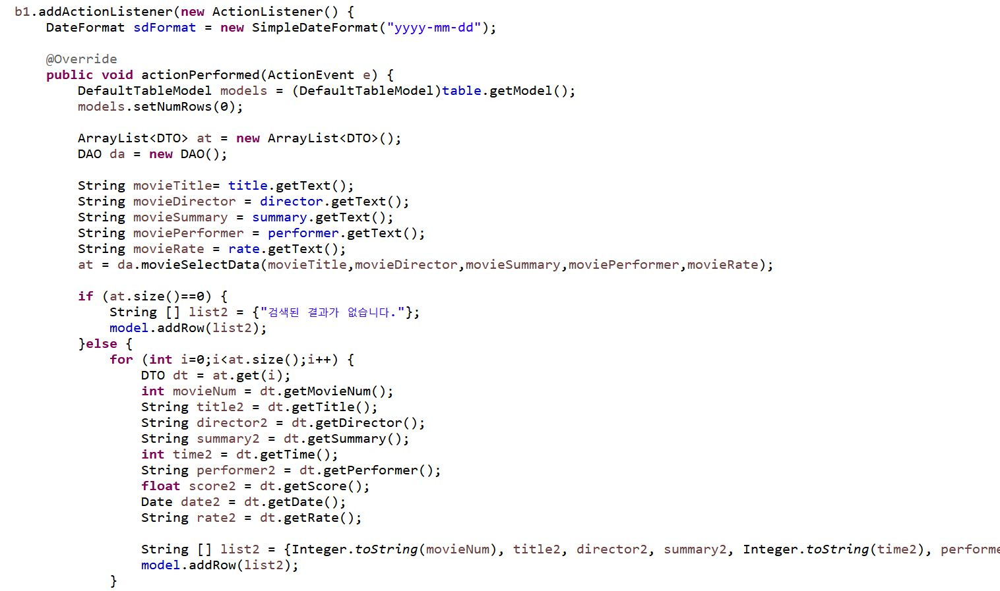 b1.addActionListener(new ActionListener() {
DateFormat sdFormat = new SimpleDateFormat("yyyy-mm-dd");
@Override
public void actionPerformed(ActionEvent e) {
DefaultTableModel models = (DefaultTableModel)table.getModel();
models.setNumRows(0);
ArrayList<DTO> at = new ArrayList<DTO>();
DAO da = new DAO();
String movieTitle= title.getText();
String movieDirector = director.getText();
String movieSummary = summary.getText();
String moviePerformer = performer.getText();
String movieRate = rate.getText();
at = da.movieSelectData(movieTitle,movieDirector,movieSummary,moviePerformer,movieRate);
if (at.size()==0) {
String [] list2 = {"검색된 결과가 없습니다."};
model.addRow(list2);
}else {
for (int i=0;i<at.size();i++) {
DTO dt = at.get(i);
int movieNum = dt.getMovieNum();
String title2 = dt.getTitle();
String director2 = dt.getDirector();
String summary2 = dt.getSummary();
int time2 = dt.getTime();
String performer2 = dt.getPerformer();
float score2 = dt.getScore();
Date date2 = dt.getDate();
String rate2 = dt.getRate();
String [] list2 = {Integer.toString(movieNum), title2, director2, summary2, Integer.toString(time2), performe
model.addRow(list2);
}